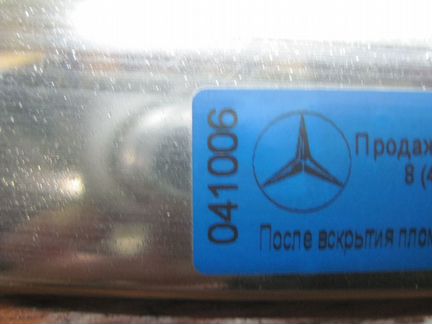 041006
Продаж
8 (4
После вскрытия плом